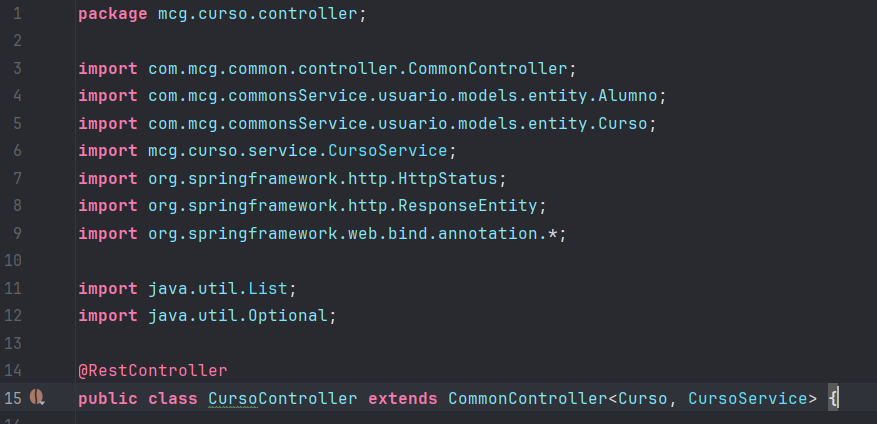 1 package mcg.curso.controller;
2
3 import com.mcg.common.controller.CommonController;
4 import com.mcg.commonsService.usuario.models.entity.Alumno;
5 import com.mcg.commonsService.usuario.models.entity.Curso;
6 import mcg.curso.service.CursoService;
7 import org.springframework.http.HttpStatus;
8 import org.springframework.http.ResponseEntity;
9 import org.springframework.web.bind.annotation.*;
10
11 import java.util.List;
12 import java.util.Optional;
13
14 @RestController
15 public class CursoController extends CommonController<Curso, CursoService> {